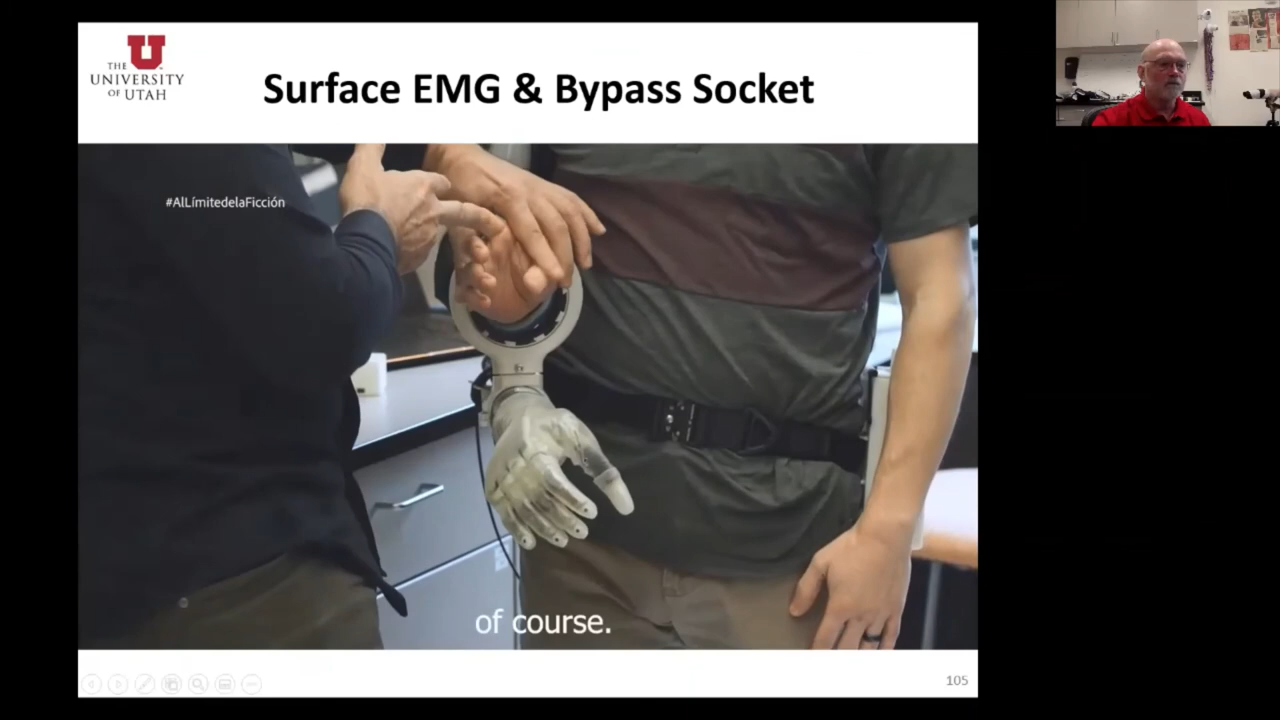 THE
UNIVERSITY
OF UTAH
Surface EMG & Bypass Socket
#AlLímitedelaFicción
of course.
105